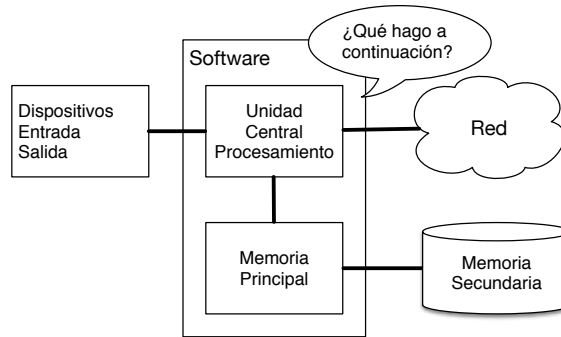 ¿Qué hago a
continuación?
Software
Dispositivos
Entrada
Salida
Unidad
Central
Procesamiento
Red
Memoria
Principal
Memoria
Secundaria